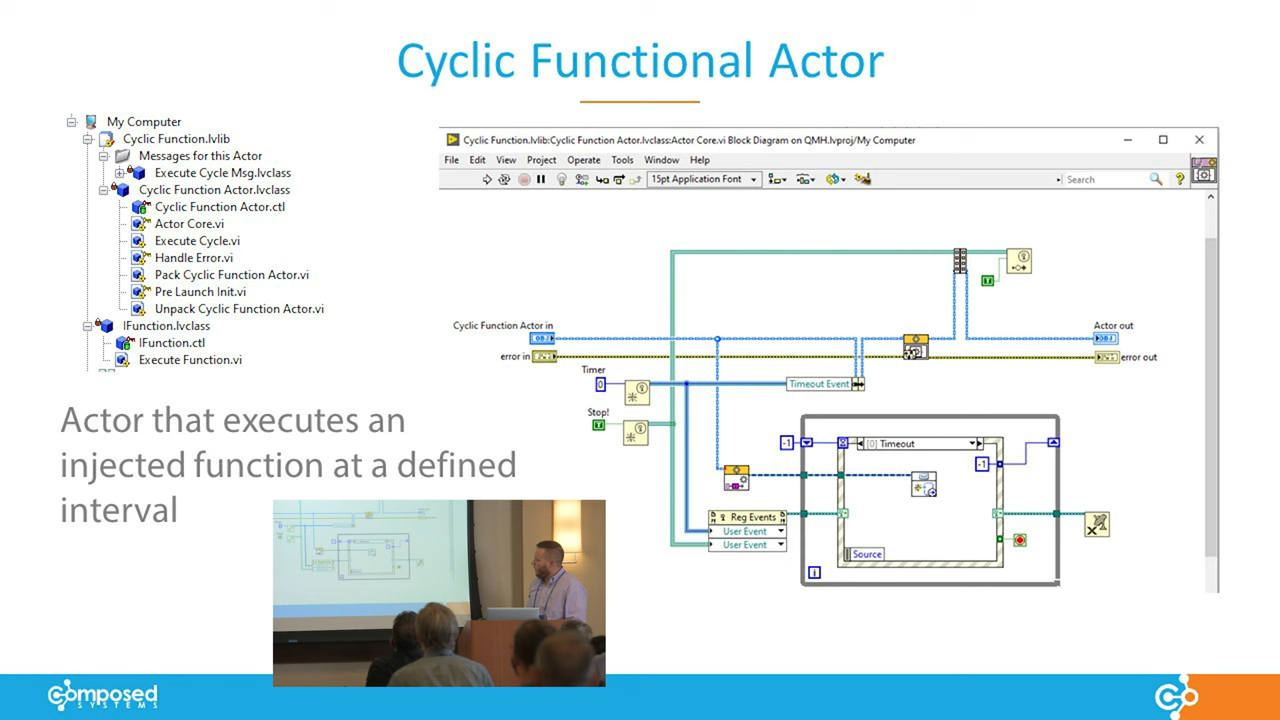 Cyclic Functional Actor
My Computer
Cyclic Function.lvlib
Messages for this Actor
Execute Cycle Msg.lvclass
Cyclic Function Actor.lvclass
Cyclic Function Actor.ctl
Actor Core.vi
Execute Cycle.vi
Handle Error.vi
Pack Cyclic Function Actor.vi
Pre Launch Init.vi
Unpack Cyclic Function Actor.vi
IFunction.lvclass
IFunction.ctl
Execute Function.vi
Actor that executes an
injected function at a defined
interval
Cyclic Function.lvlib:Cyclic Function Actor.lvclass:Actor Core.vi Block Diagram on QMH.lvproj/My Computer
File Edit View Project Operate Tools Window Help
15pt Application Font
Search
Cyclic Function Actor in
OBJ
error in
Actor out
OBJ
error out
Timer
0
Timeout Event
Stop!
T
T
-1
[0] Timeout
-1
Reg Events
User Event
User Event
Source
i
Composed
SYSTEMS